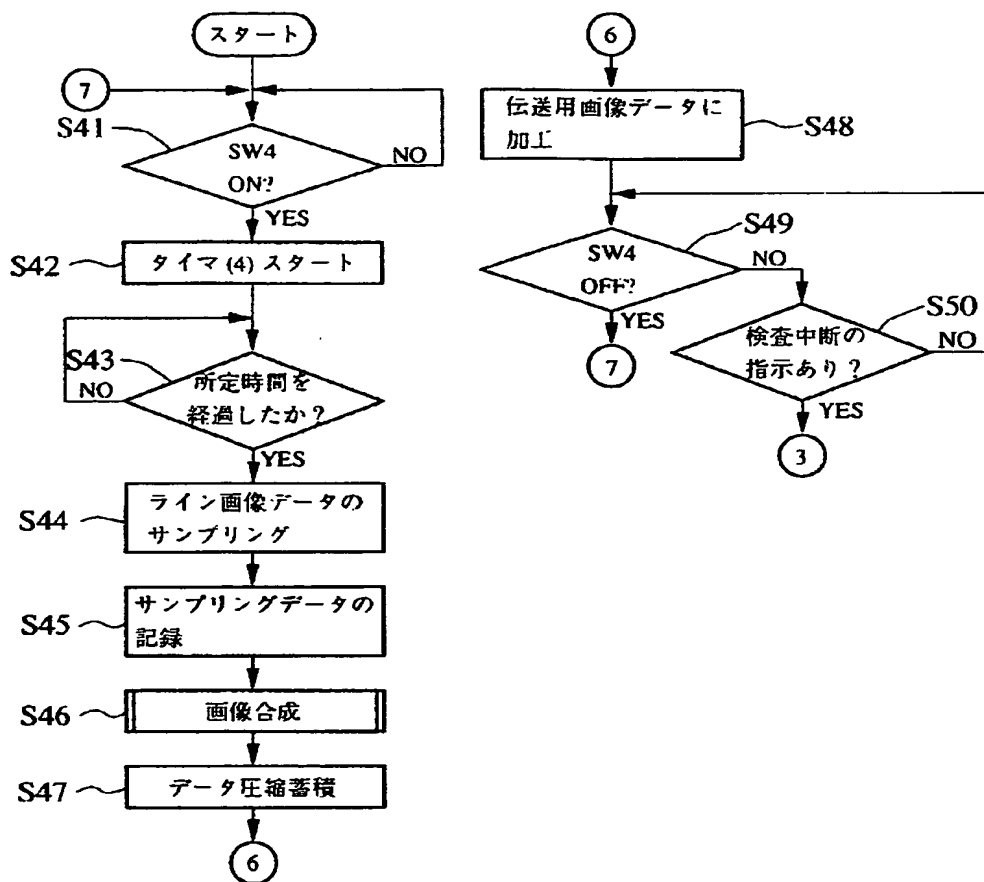 スタート
7
S41
SW4
ON?
NO
YES
S42
タイマ(4)スタート
S43
所定時間を
経過したか?
NO
YES
S44
ライン画像データの
サンプリング
S45
サンプリングデータの
記録
S46
画像合成
S47
データ圧縮蓄積
6
6
伝送用画像データに
加工
S48
S49
SW4
OFF?
NO
YES
7
S50
検査中断の
指示あり?
NO
YES
3